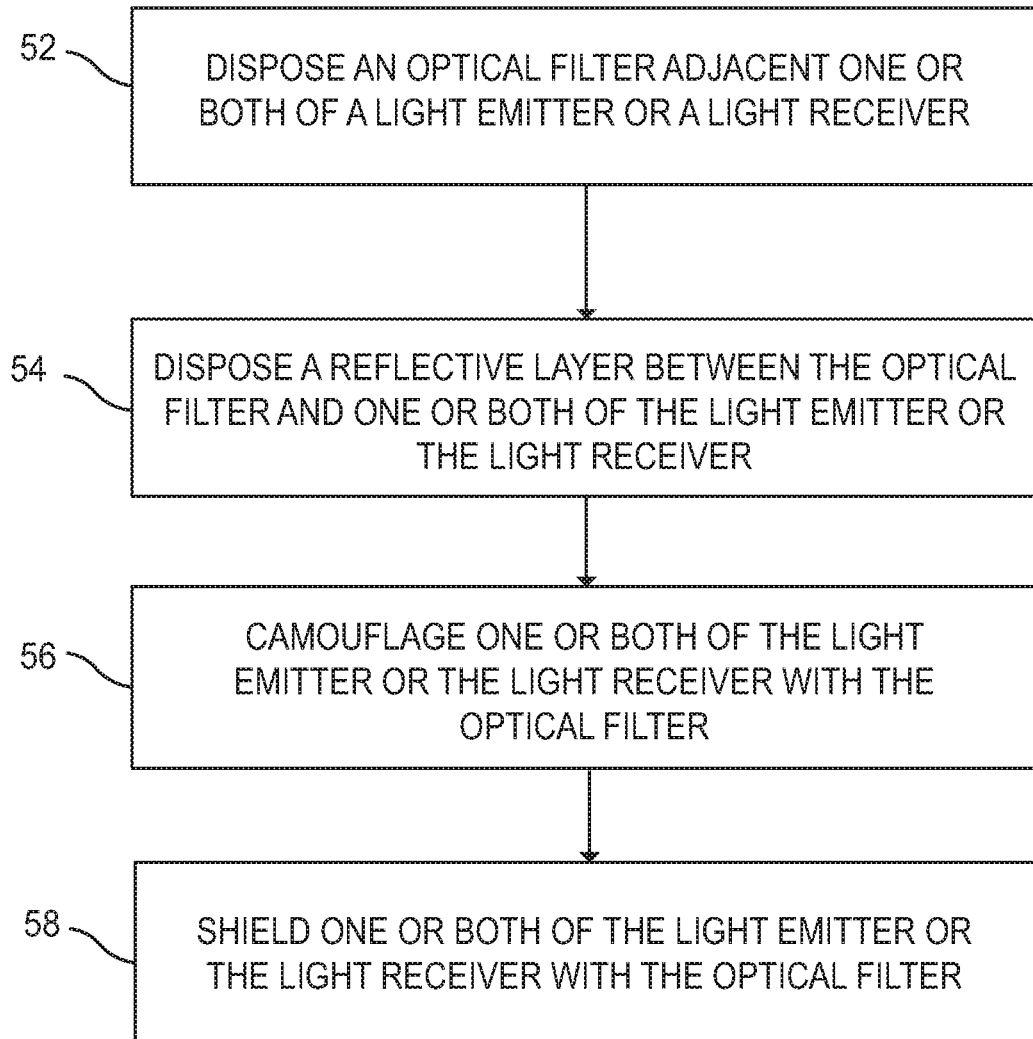 52
DISPOSE AN OPTICAL FILTER ADJACENT ONE OR
BOTH OF A LIGHT EMITTER OR A LIGHT RECEIVER
54
DISPOSE A REFLECTIVE LAYER BETWEEN THE OPTICAL
FILTER AND ONE OR BOTH OF THE LIGHT EMITTER OR
THE LIGHT RECEIVER
56
CAMOUFLAGE ONE OR BOTH OF THE LIGHT
EMITTER OR THE LIGHT RECEIVER WITH THE
OPTICAL FILTER
58
SHIELD ONE OR BOTH OF THE LIGHT EMITTER OR
THE LIGHT RECEIVER WITH THE OPTICAL FILTER